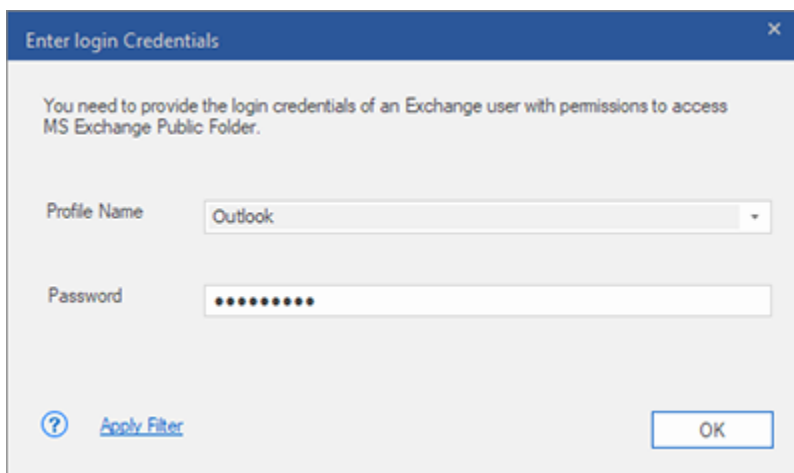 Enter login Credentials
×
You need to provide the login credentials of an Exchange user with permissions to access
MS Exchange Public Folder.
Profile Name
Outlook
Password
●●●●●●●●●
?
Apply Filter
OK